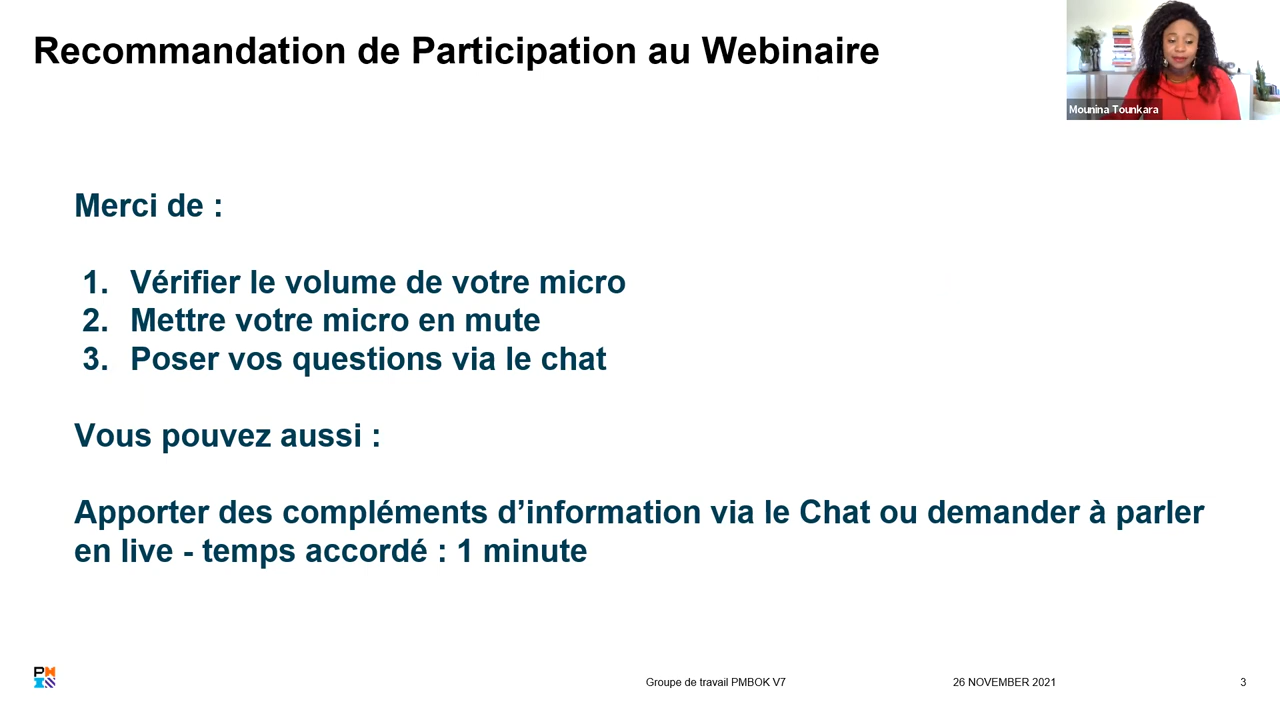 Recommandation de Participation au Webinaire
Mounina Tounkara
Merci de :
1. Vérifier le volume de votre micro
2. Mettre votre micro en mute
3. Poser vos questions via le chat
Vous pouvez aussi :
Apporter des compléments d’information via le Chat ou demander à parler
en live - temps accordé : 1 minute
Groupe de travail PMBOK V7
26 NOVEMBER 2021
3